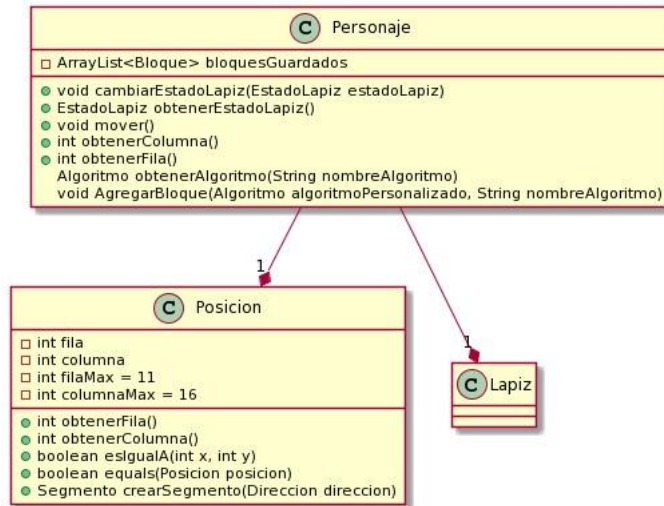 C Personaje
ArrayList<Bloque> bloquesGuardados
void cambiarEstadoLapiz(EstadoLapiz estadoLapiz)
EstadoLapiz obtenerEstadoLapiz()
void mover()
int obtenerColumna()
int obtenerFila()
Algoritmo obtenerAlgoritmo(String nombreAlgoritmo)
void AgregarBloque(Algoritmo algoritmoPersonalizado, String nombreAlgoritmo)
1
1
C Posicion
int fila
int columna
int filaMax = 11
int columnaMax = 16
int obtenerFila()
int obtenerColumna()
boolean esIgualA(int x, int y)
boolean equals(Posicion posicion)
Segmento crearSegmento(Direccion direccion)
C Lapiz